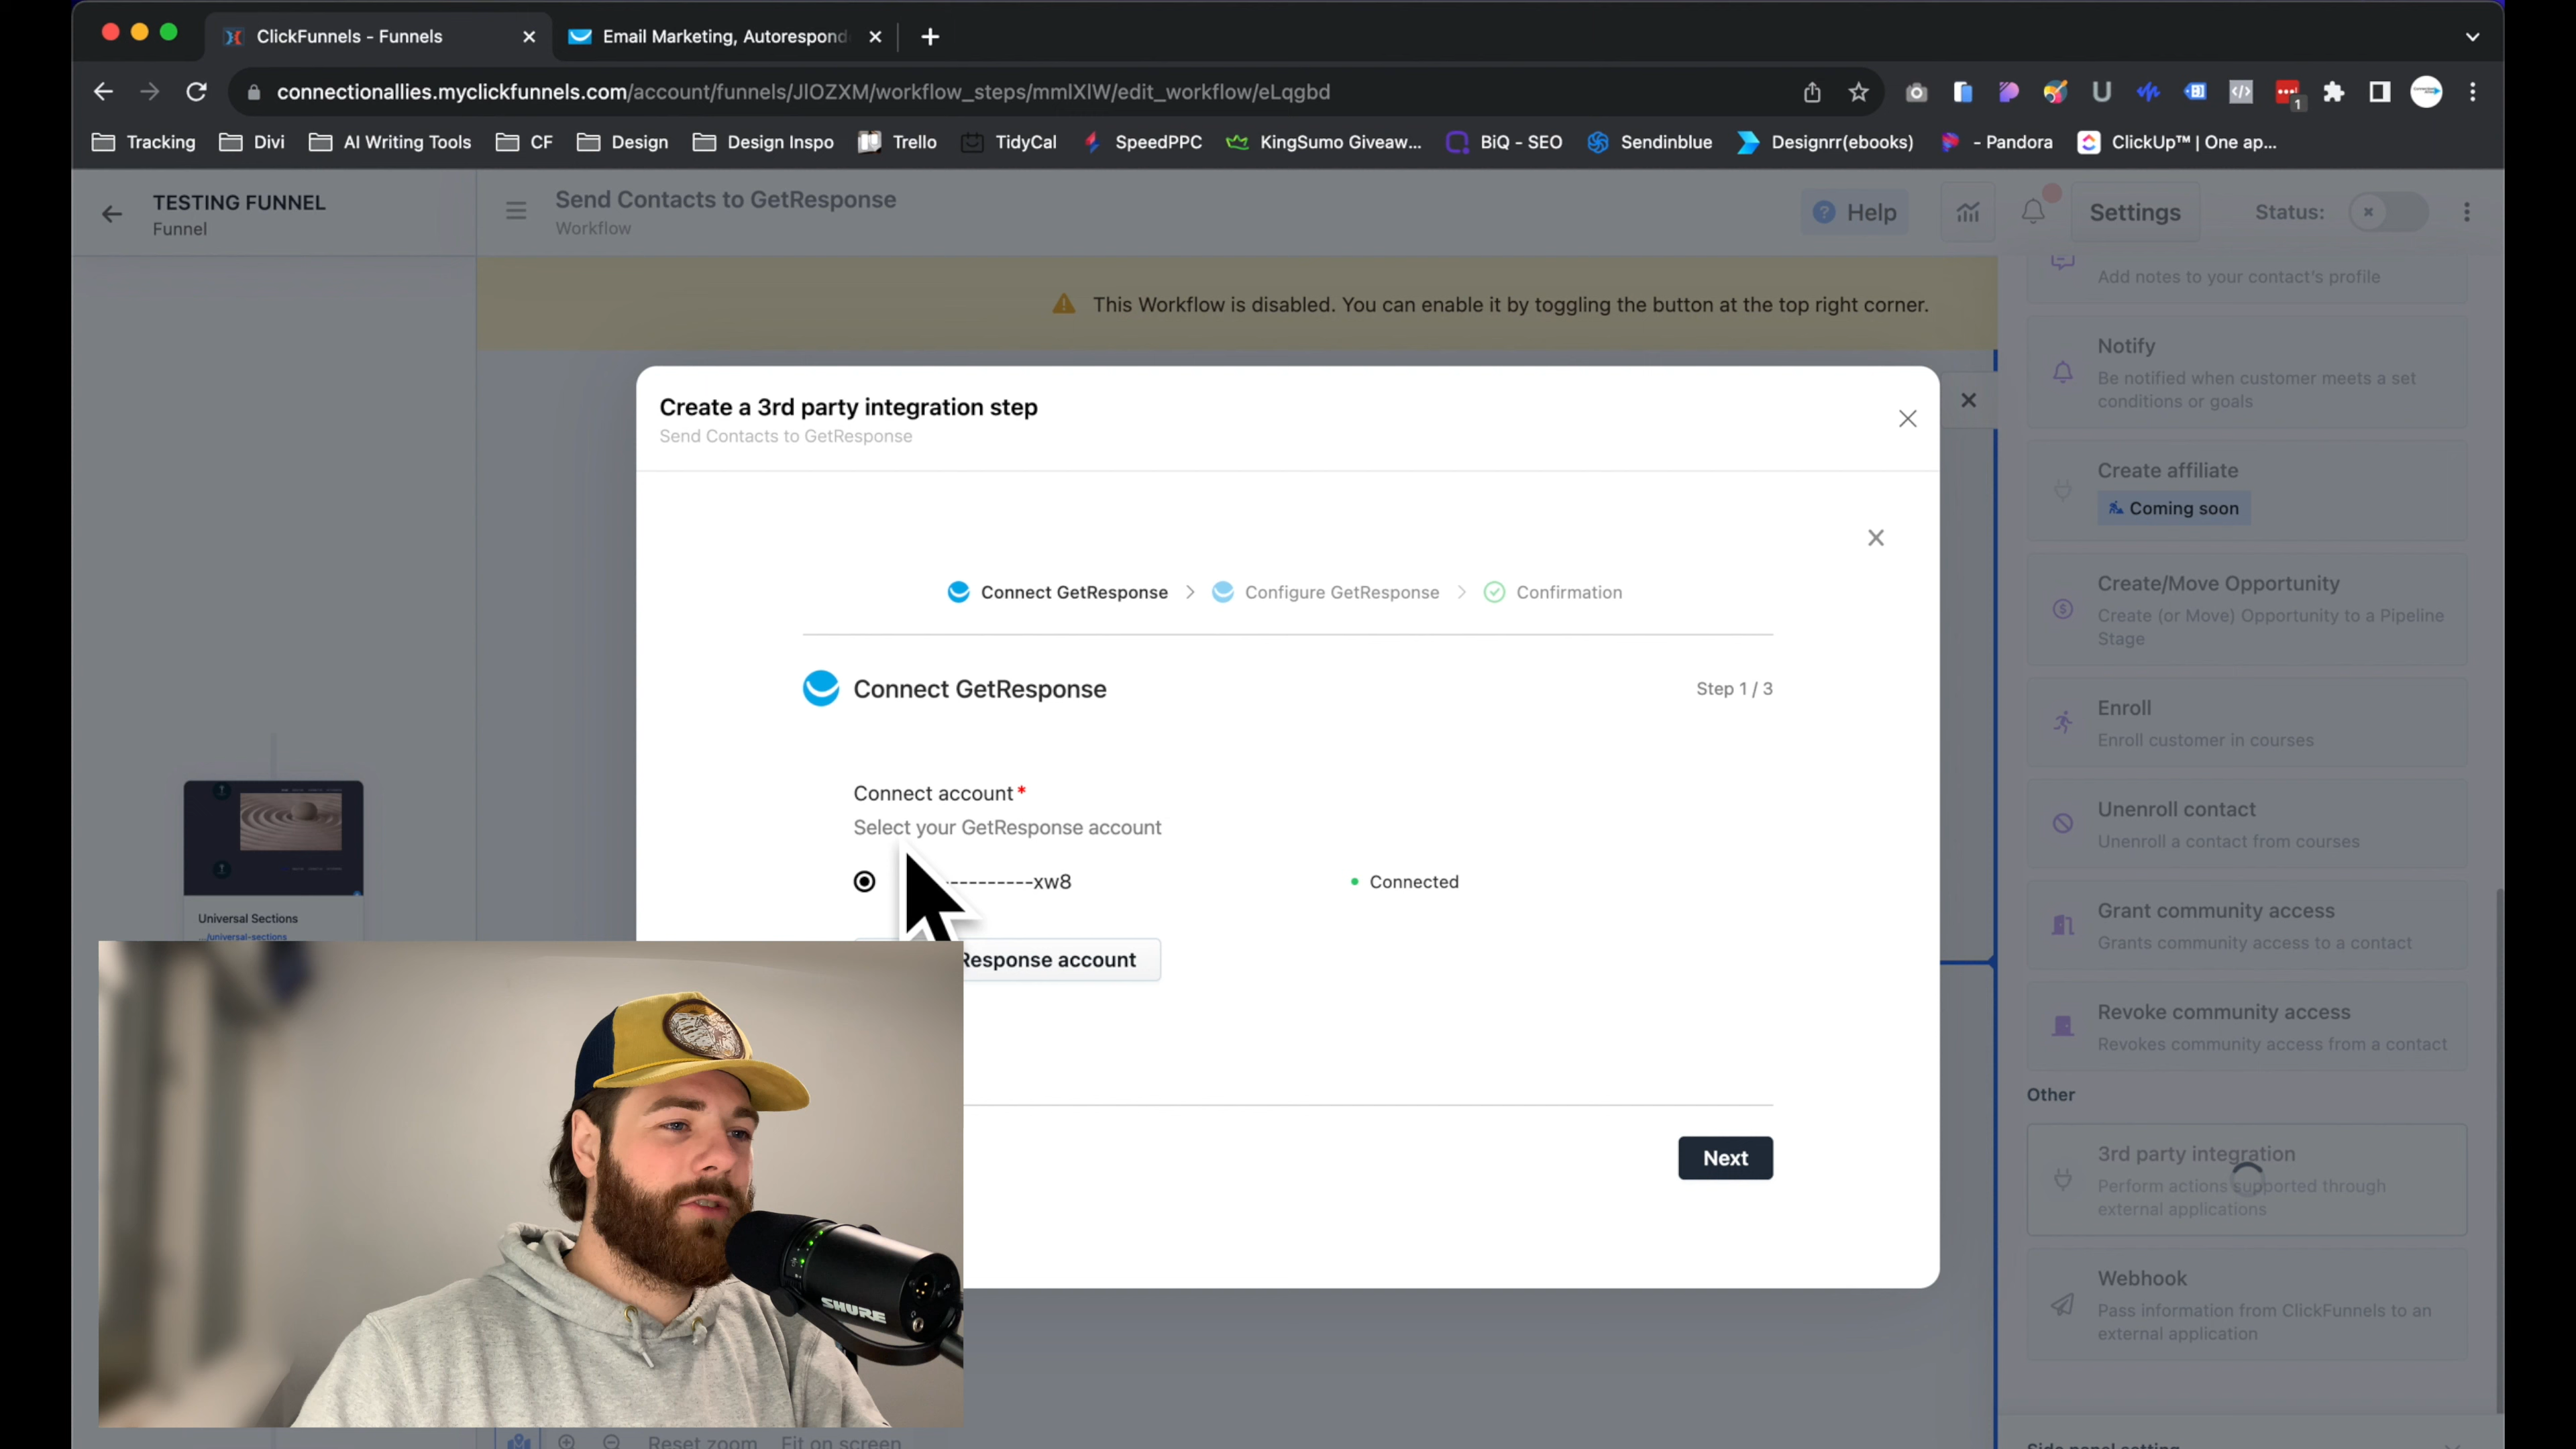 ClickFunnels - Funnels
Email Marketing, Autorespond
connectionallies.myclickfunnels.com/account/funnels/JlOZXM/workflow_steps/mmlXlW/edit_workflow/eLqgbd
1
Tracking
Divi
AI Writing Tools
CF
Design
Design Inspo
Trello
TidyCal
SpeedPPC
KingSumo Giveaw...
BiQ - SEO
Sendinblue
Designrr(ebooks)
- Pandora
ClickUp™ | One ap...
TESTING FUNNEL
Funnel
Send Contacts to GetResponse
Workflow
Help
Settings
Status:
This Workflow is disabled. You can enable it by toggling the button at the top right corner.
Create a 3rd party integration step
Send Contacts to GetResponse
Connect GetResponse
Configure GetResponse
Confirmation
Connect GetResponse
Step 1 / 3
Connect account*
Select your GetResponse account
-----------xw8
Connected
Response account
Next
Universal Sections
.../universal-sections
SHURE
Add notes to your contact's profile
Notify
Be notified when customer meets a set
conditions or goals
Create affiliate
Coming soon
Create/Move Opportunity
Create (or Move) Opportunity to a Pipeline
Stage
Enroll
Enroll customer in courses
Unenroll contact
Unenroll a contact from courses
Grant community access
Grants community access to a contact
Revoke community access
Revokes community access from a contact
Other
3rd party integration
Perform actions supported through
external applications
Webhook
Pass information from ClickFunnels to an
external application
Reset zoom
Fit on screen
Side panel setting